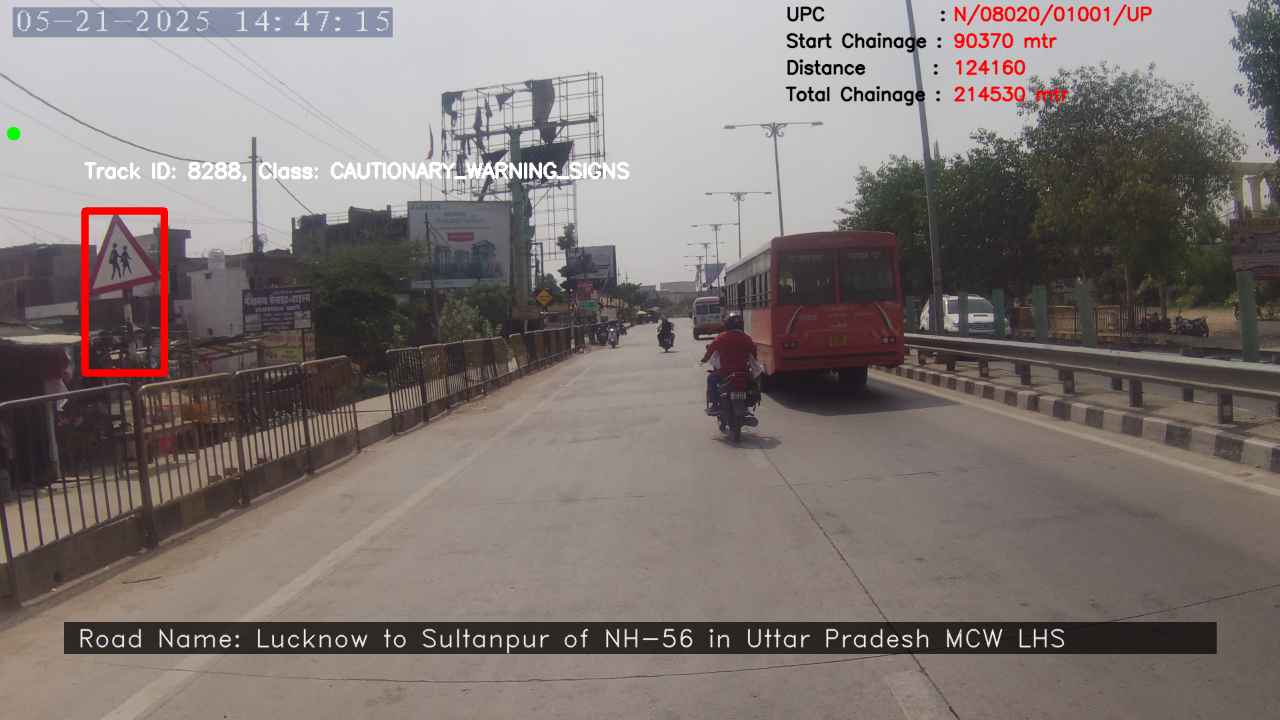 05-21-2025 14:47:15
UPC : N/08020/01001/UP
Start Chainage : 90370 mtr
Distance : 124160
Total Chainage : 214530 mtr
Track ID: 8288, Class: CAUTIONARY_WARNING_SIGNS
Road Name: Lucknow to Sultanpur of NH-56 in Uttar Pradesh MCW LHS